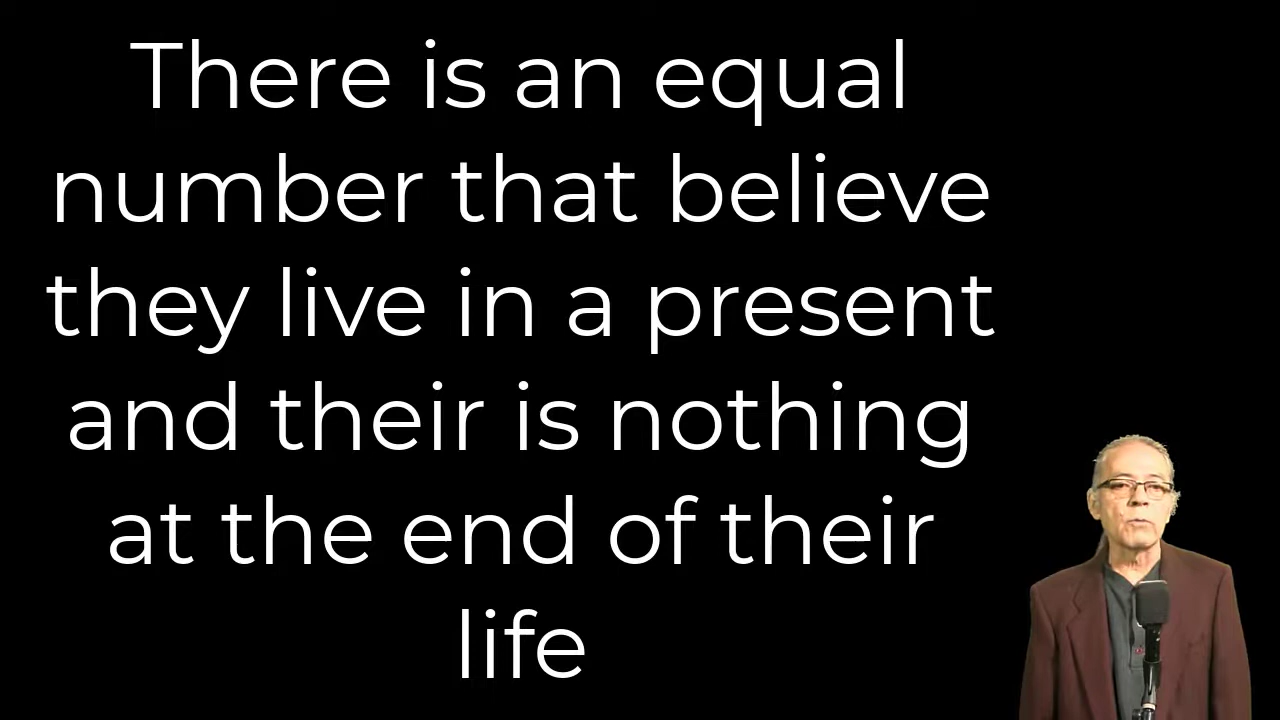 There is an equal
number that believe
they live in a present
and their is nothing
at the end of their
life